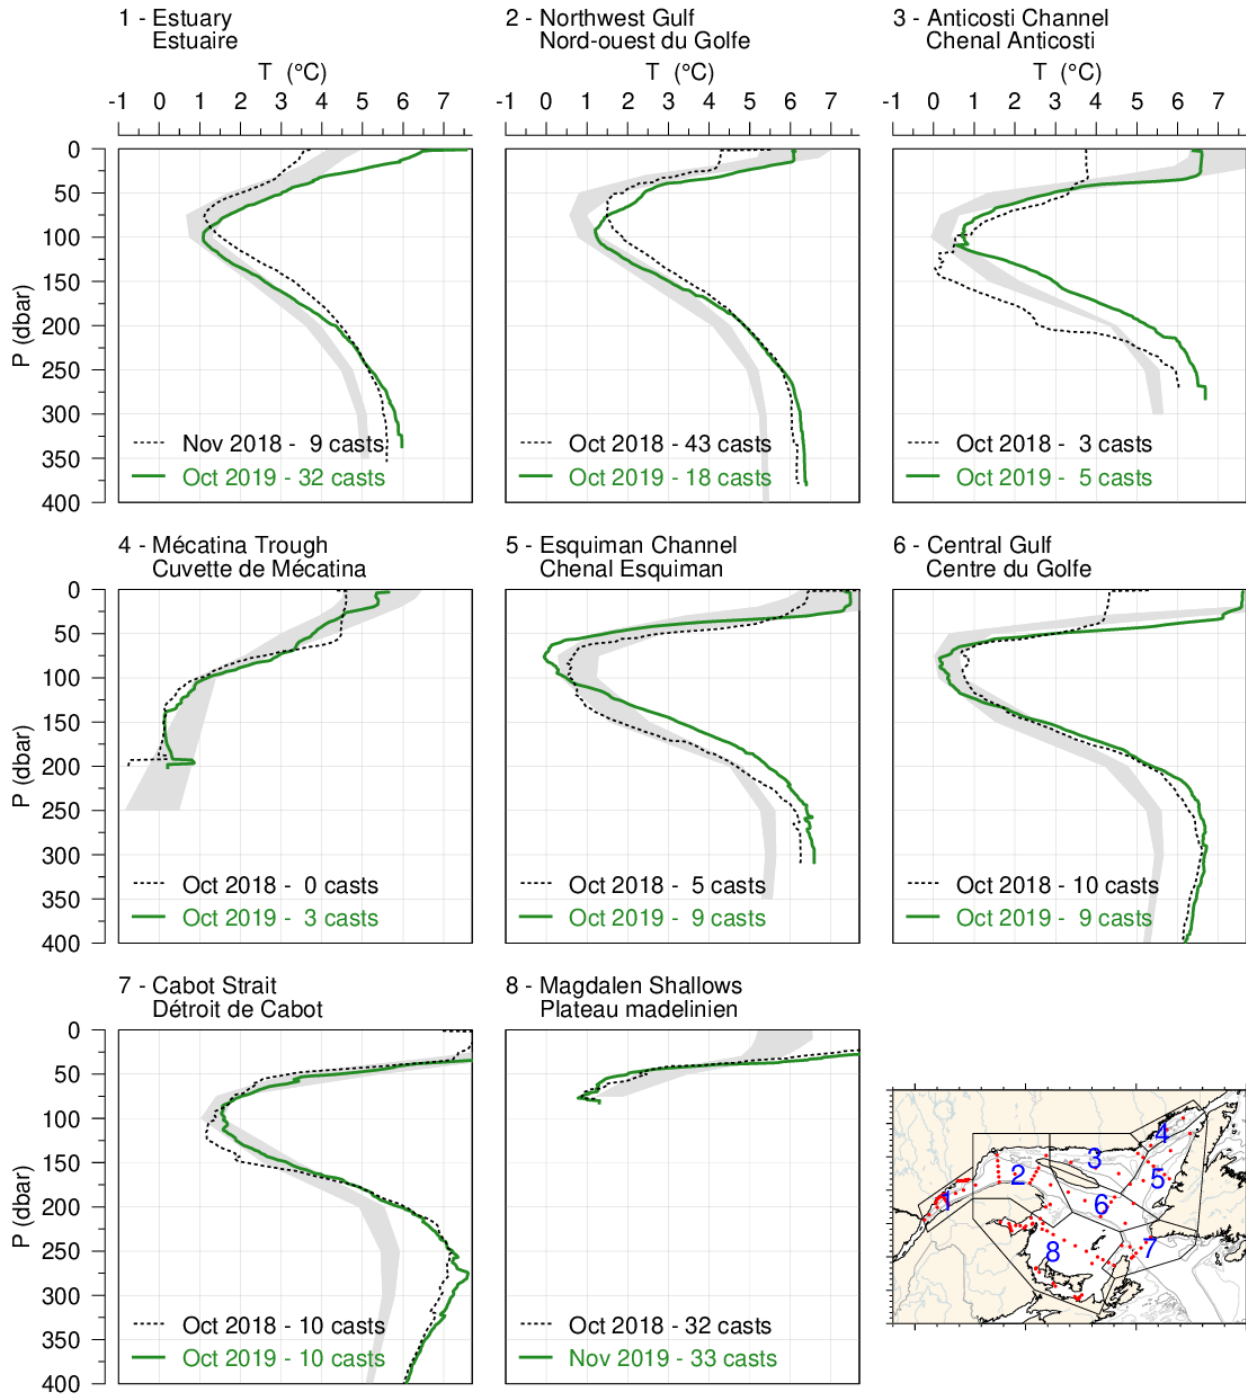 1 - Estuary
Estuaire
T (°C)
-1 0 1 2 3 4 5 6 7
2 - Northwest Gulf
Nord-ouest du Golfe
T (°C)
-1 0 1 2 3 4 5 6 7
3 - Anticosti Channel
Chenal Anticosti
T (°C)
-1 0 1 2 3 4 5 6 7
P (dbar)
0
50
100
150
200
250
300
350
400
Nov 2018 - 9 casts
Oct 2019 - 32 casts
Oct 2018 - 43 casts
Oct 2019 - 18 casts
Oct 2018 - 3 casts
Oct 2019 - 5 casts
4 - Mécatina Trough
Cuvette de Mécatina
5 - Esquiman Channel
Chenal Esquiman
6 - Central Gulf
Centre du Golfe
P (dbar)
0
50
100
150
200
250
300
350
400
Oct 2018 - 0 casts
Oct 2019 - 3 casts
Oct 2018 - 5 casts
Oct 2019 - 9 casts
Oct 2018 - 10 casts
Oct 2019 - 9 casts
7 - Cabot Strait
Détroit de Cabot
8 - Magdalen Shallows
Plateau madelinien
P (dbar)
0
50
100
150
200
250
300
350
400
Oct 2018 - 10 casts
Oct 2019 - 10 casts
Oct 2018 - 32 casts
Nov 2019 - 33 casts
4
3
2
5
1
6
7
8